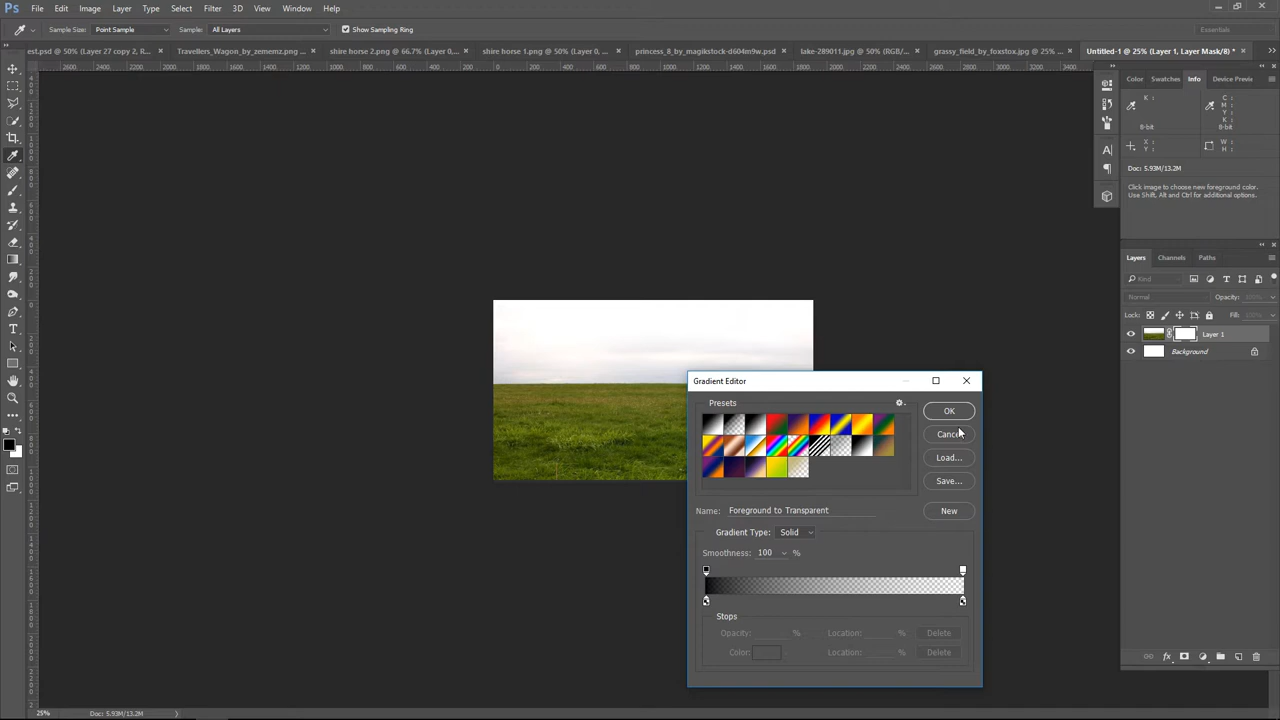 Ps File Edit Image Layer Type Select Filter 3D View Window Help
Sample Size: Point Sample Sample: All Layers Show Sampling Ring Essentials
est.psd @ 50% (Layer 27 copy 2, R... × Travellers_Wagon_by_zememz.png ... × shire horse 2.png @ 66.7% (Layer 0,... × shire horse 1.png @ 50% (Layer 0, ... × princess_8_by_magikstock-d604m9w.psd × lake-289011.jpg @ 50% (RGB/... × grassy_field_by_foxstox.jpg @ 25% ... × Untitled-1 @ 25% (Layer 1, Layer Mask/8) * ×
Color Swatches Info Device Previe
K :
C :
M :
Y :
K :
8-bit 8-bit
X :
Y :
W :
H :
Doc: 5.93M/13.2M
Click image to choose new foreground color.
Use Shift, Alt and Ctrl for additional options.
Layers Channels Paths
Kind
Normal Opacity: 100%
Lock: Fill: 100%
Layer 1
Background
Gradient Editor
Presets
OK
Cancel
Load...
Save...
Name: Foreground to Transparent
New
Gradient Type: Solid
Smoothness: 100 %
Stops
Opacity: % Location: % Delete
Color: Location: % Delete
25% Doc: 5.93M/13.2M